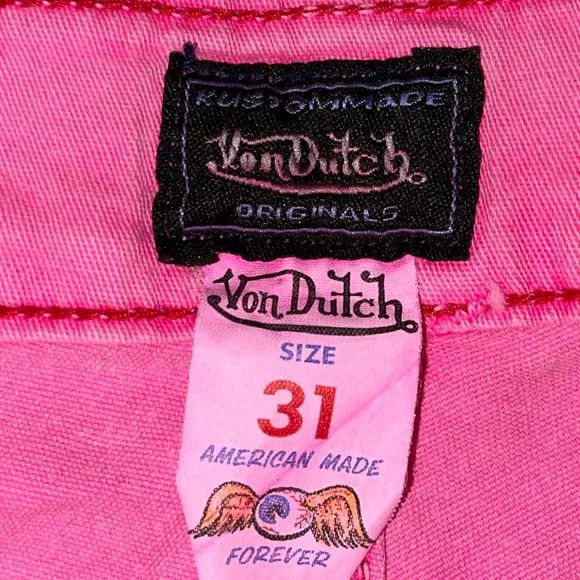 KUSTOMMADE
Von Dutch
ORIGINALS
Von Dutch
SIZE
31
AMERICAN MADE
FOREVER